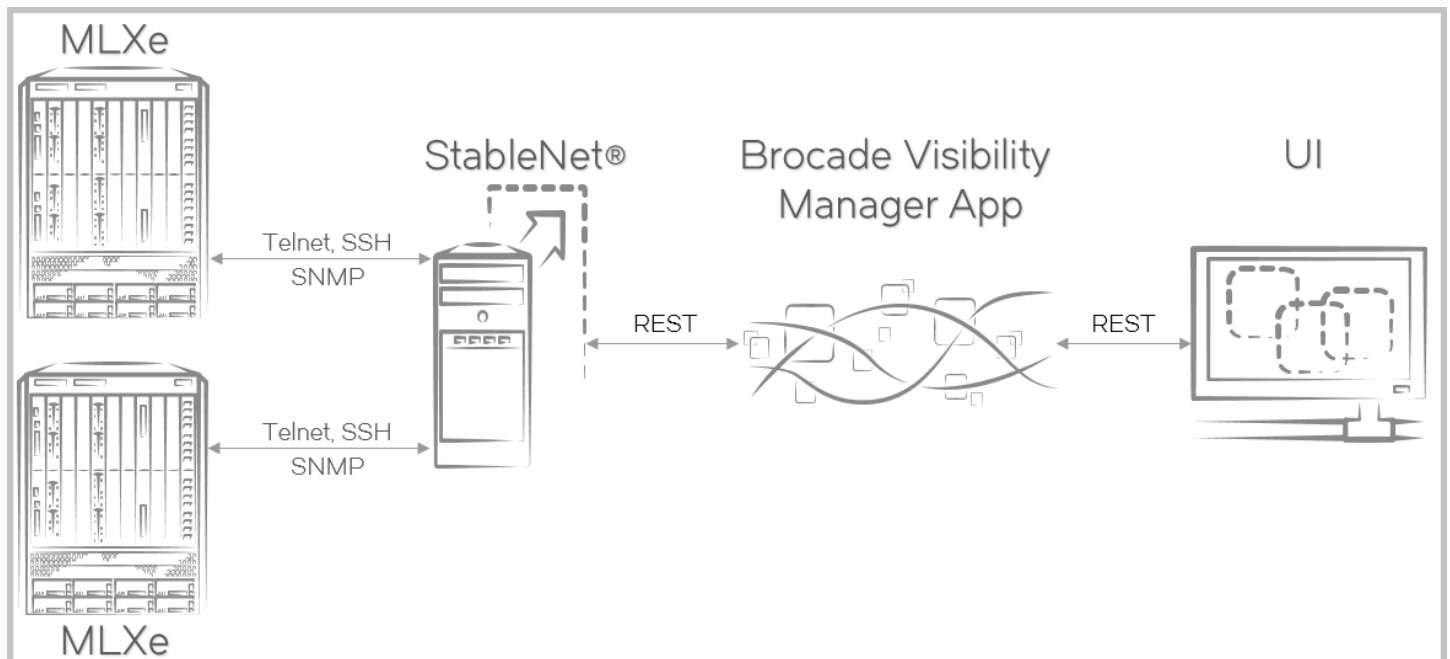 MLXe
StableNet®
Brocade Visibility
Manager App
UI
Telnet, SSH
SNMP
REST
REST
Telnet, SSH
SNMP
MLXe